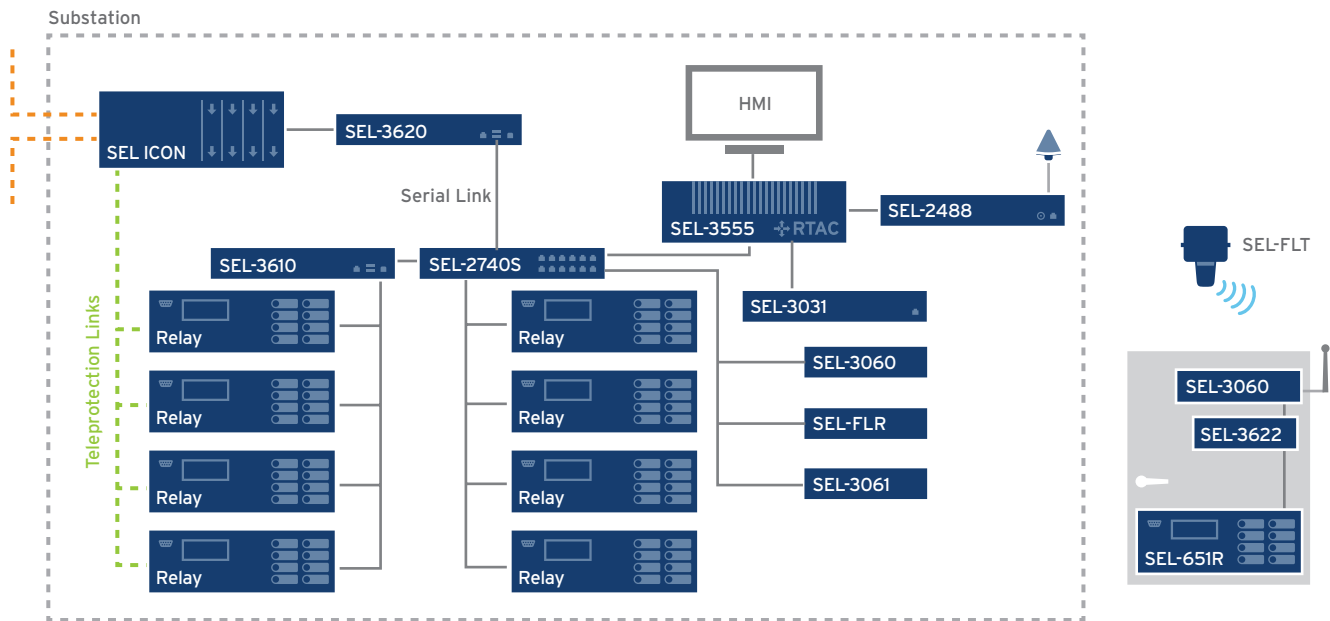 Substation
HMI
SEL ICON
SEL-3620
Serial Link
SEL-3555
RTAC
SEL-2488
SEL-FLT
SEL-3610
SEL-2740S
SEL-3031
Teleprotection Links
Relay
Relay
Relay
Relay
Relay
Relay
Relay
Relay
SEL-3060
SEL-FLR
SEL-3061
SEL-3060
SEL-3622
SEL-651R